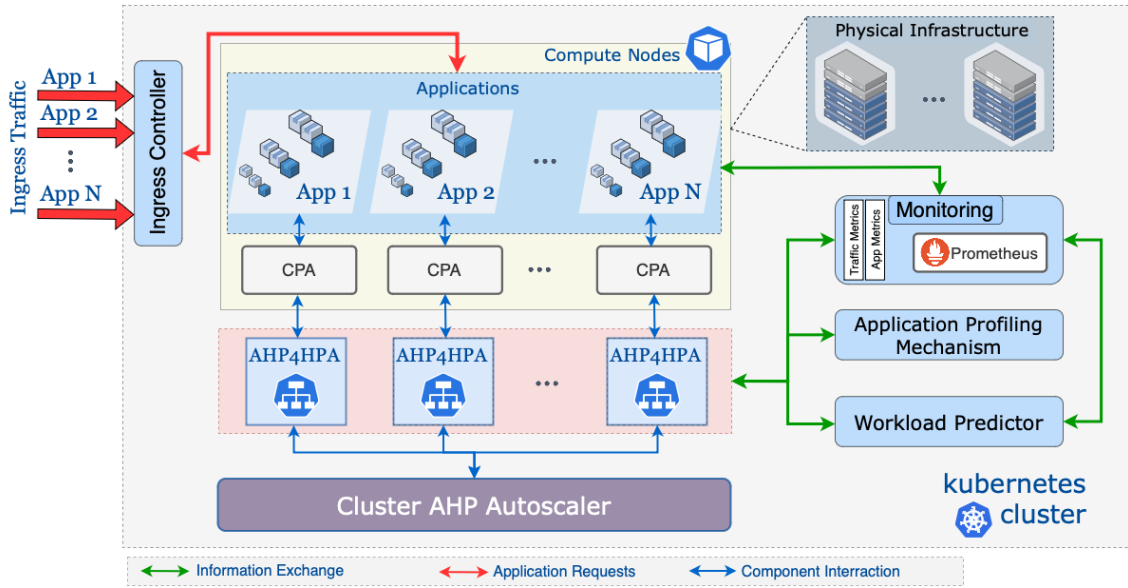 Ingress Traffic
App 1
App 2
App N
Ingress Controller
Compute Nodes
Physical Infrastructure
Applications
App 1
App 2
App N
CPA
CPA
CPA
Monitoring
Traffic Metrics
App Metrics
Prometheus
Application Profiling
Mechanism
Workload Predictor
AHP4HPA
AHP4HPA
AHP4HPA
Cluster AHP Autoscaler
kubernetes
cluster
Information Exchange
Application Requests
Component Interraction